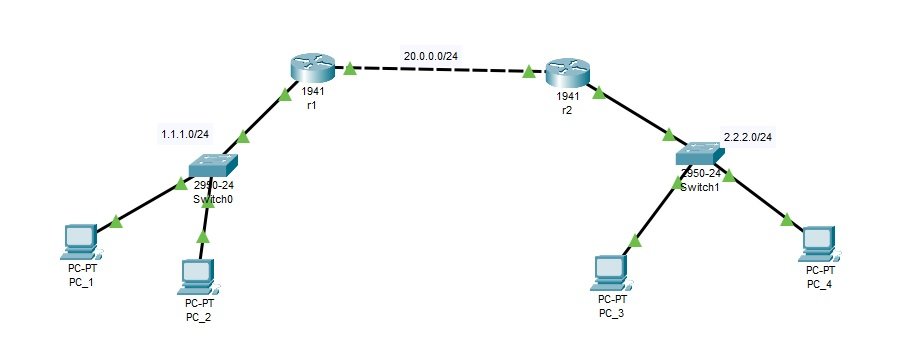 20.0.0.0/24
1941
r1
1941
r2
1.1.1.0/24
2.2.2.0/24
2950-24
Switch0
2950-24
Switch1
PC-PT
PC_1
PC-PT
PC_2
PC-PT
PC_3
PC-PT
PC_4